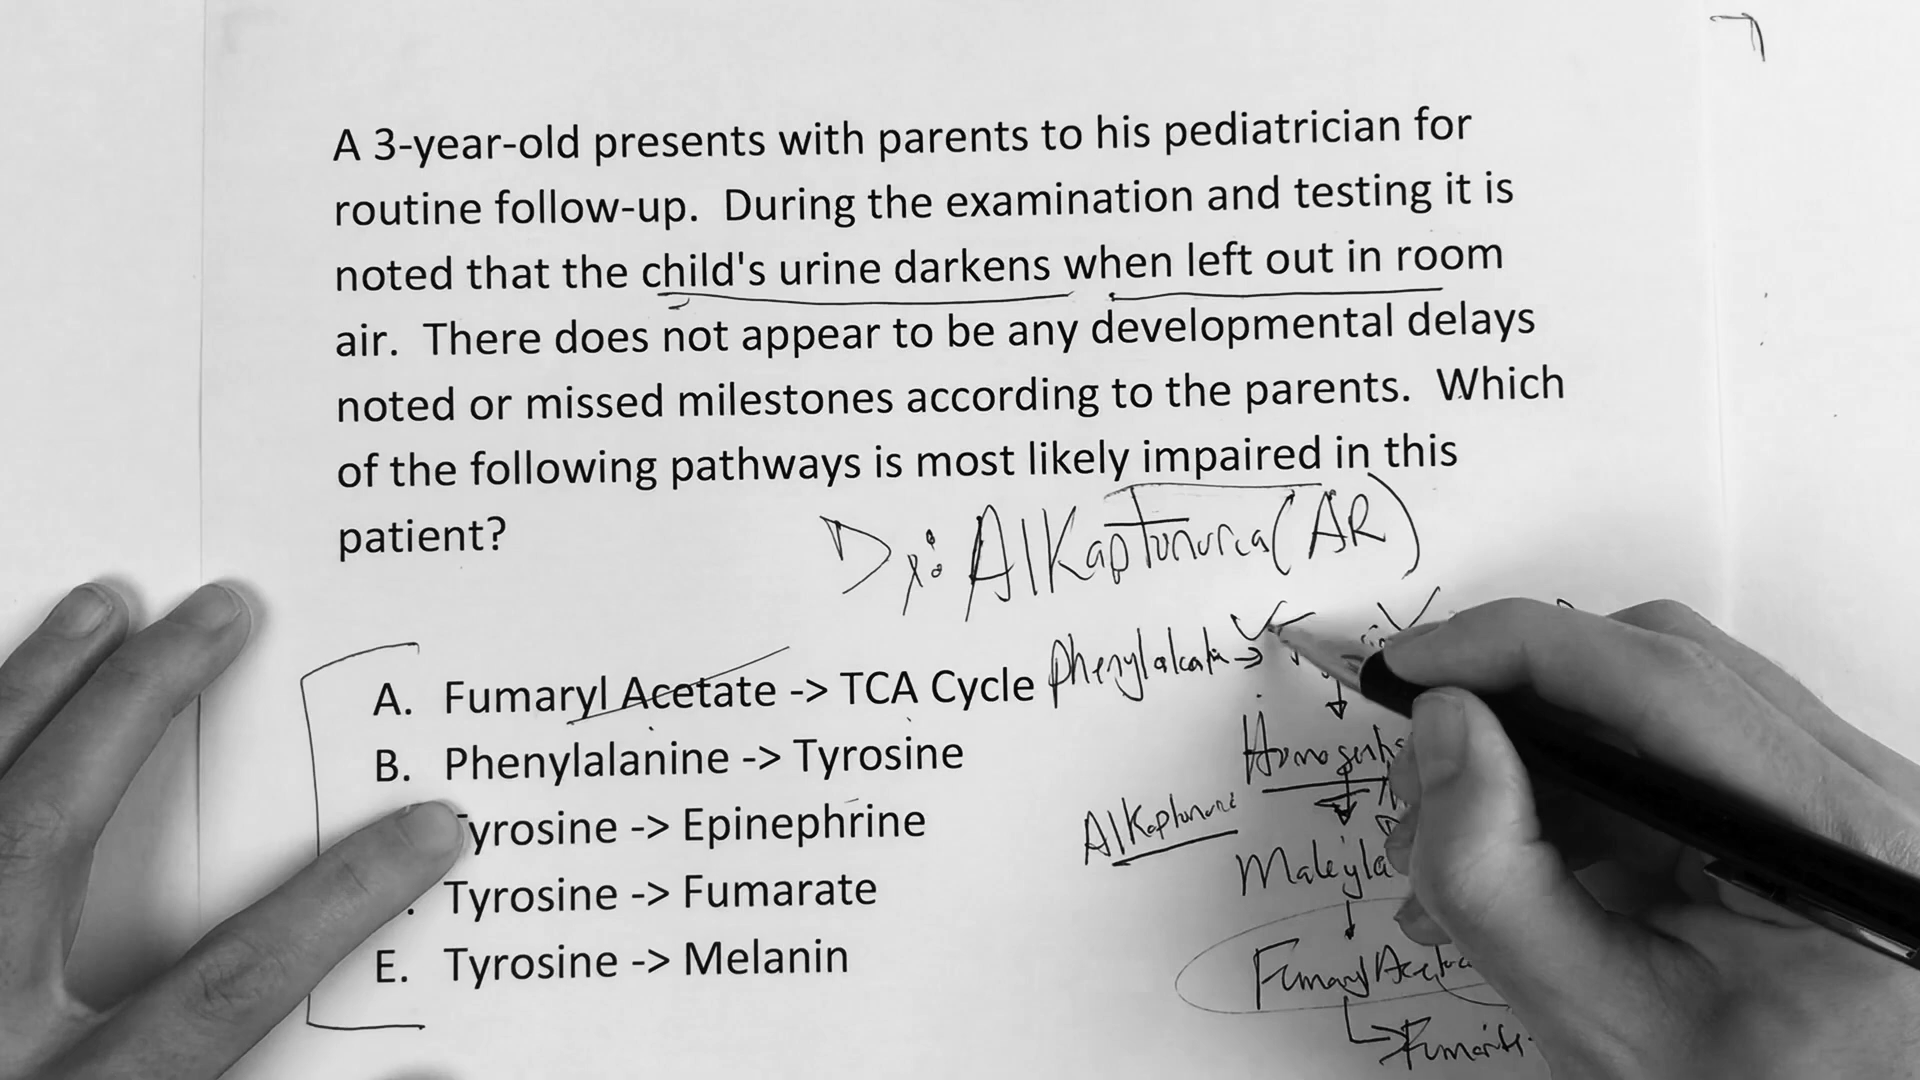 A 3-year-old presents with parents to his pediatrician for
routine follow-up. During the examination and testing it is
noted that the child's urine darkens when left out in room
air. There does not appear to be any developmental delays
noted or missed milestones according to the parents. Which
of the following pathways is most likely impaired in this
patient?
Dx: Alkaptonuria (AR)
A. Fumaryl Acetate -> TCA Cycle
B. Phenylalanine -> Tyrosine
yrosine -> Epinephrine
Tyrosine -> Fumarate
E. Tyrosine -> Melanin